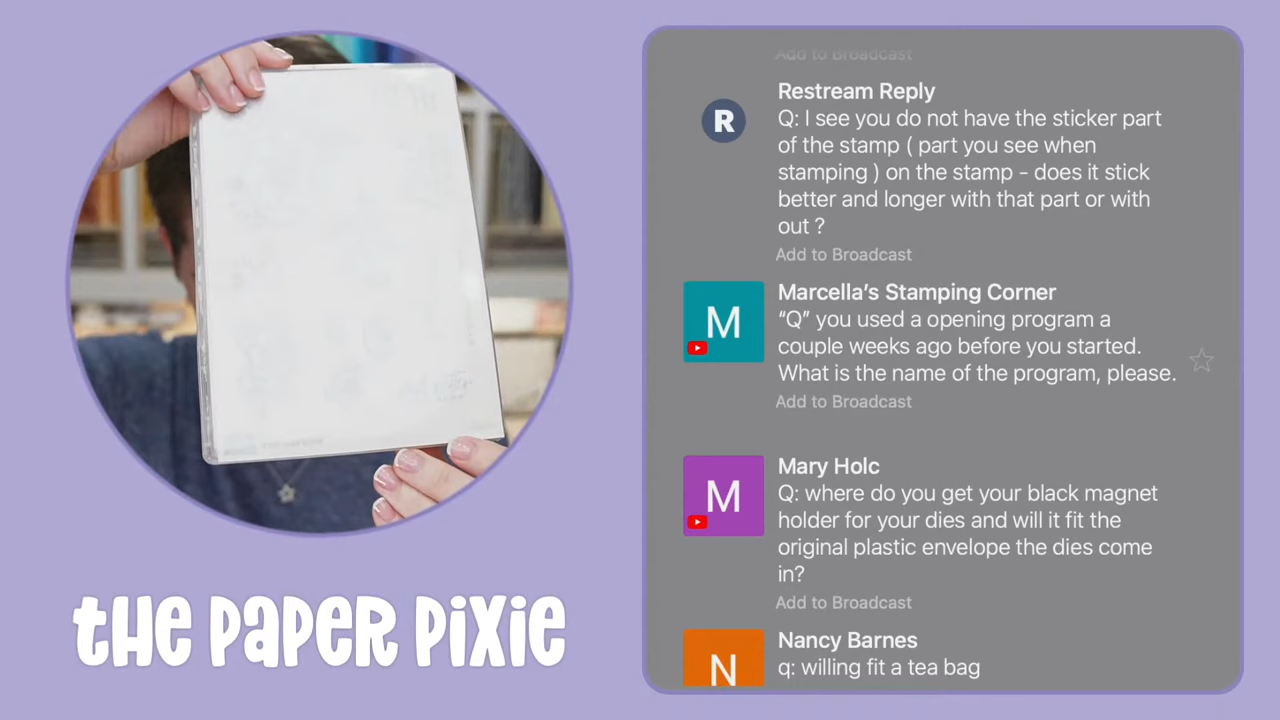 Add to Broadcast
Restream Reply
R
Q: I see you do not have the sticker part
of the stamp ( part you see when
stamping ) on the stamp - does it stick
better and longer with that part or with
out ?
Add to Broadcast
M
Marcella's Stamping Corner
“Q” you used a opening program a
couple weeks ago before you started.
What is the name of the program, please.
Add to Broadcast
M
Mary Holc
Q: where do you get your black magnet
holder for your dies and will it fit the
original plastic envelope the dies come
in?
Add to Broadcast
N
Nancy Barnes
q: willing fit a tea bag
tHe PaPeR PiXie